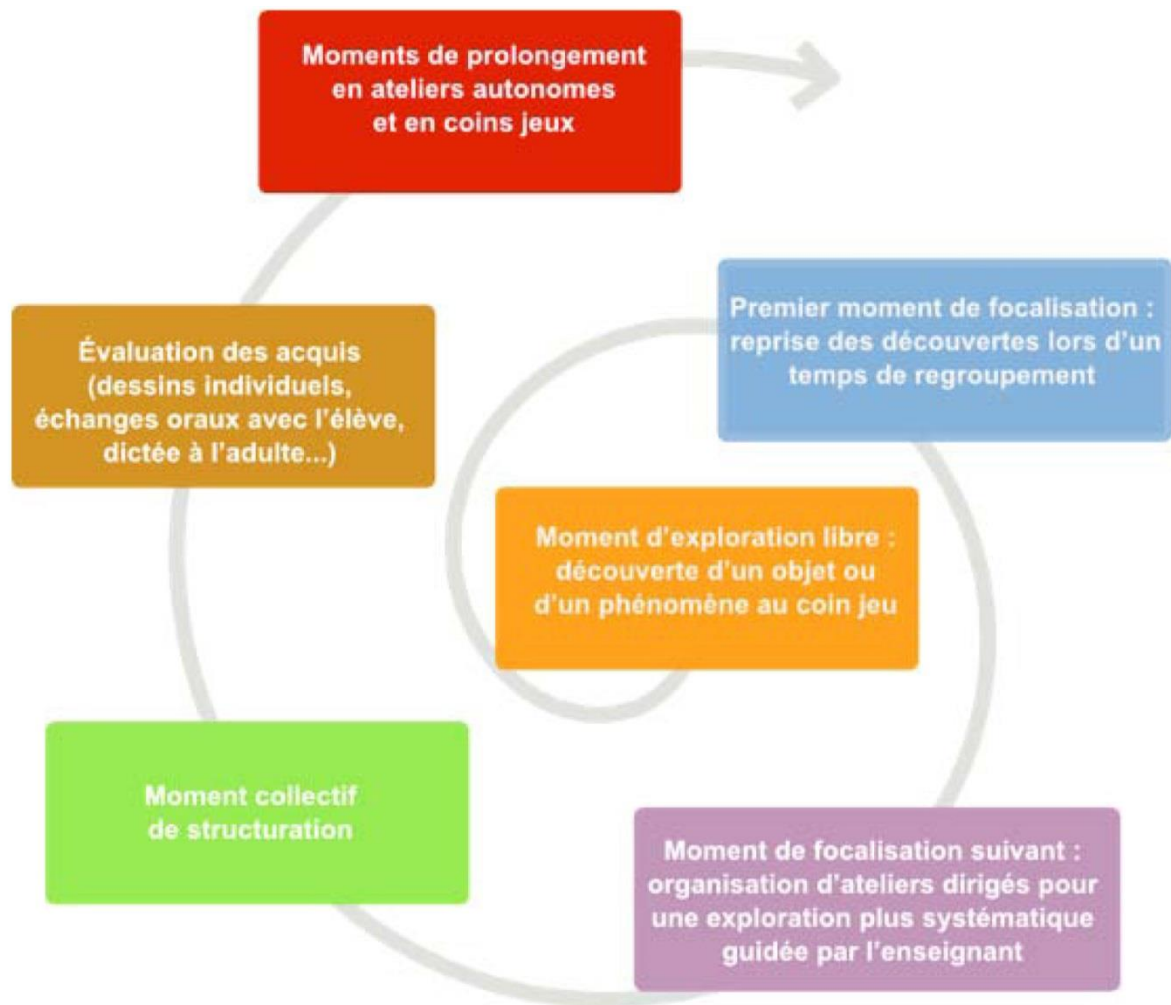 Moments de prolongement
en ateliers autonomes
et en coins jeux
Premier moment de focalisation :
reprise des découvertes lors d'un
temps de regroupement
Évaluation des acquis
(dessins individuels,
échanges oraux avec l'élève,
dictée à l'adulte...)
Moment d'exploration libre :
découverte d'un objet ou
d'un phénomène au coin jeu
Moment collectif
de structuration
Moment de focalisation suivant :
organisation d'ateliers dirigés pour
une exploration plus systématique
guidée par l'enseignant